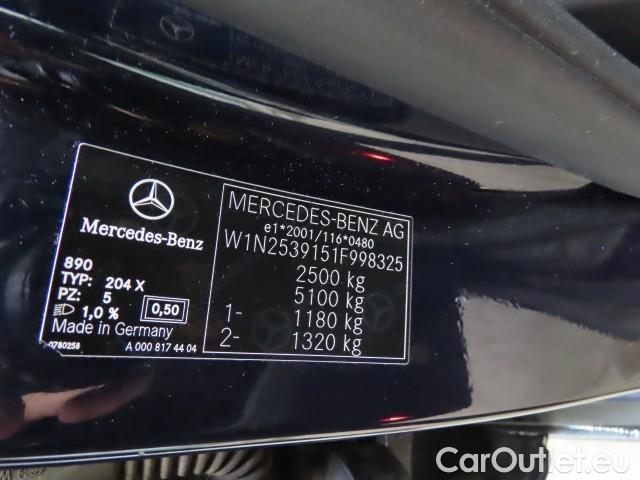 Mercedes-Benz
890
TYP: 204 X
PZ: 5
1,0 % 0,50
Made in Germany
0780258 A 000 817 44 04
MERCEDES-BENZ AG
e1*2001/116*0480
W1N2539151F998325
2500 kg
5100 kg
1- 1180 kg
2- 1320 kg
CarOutlet.eu